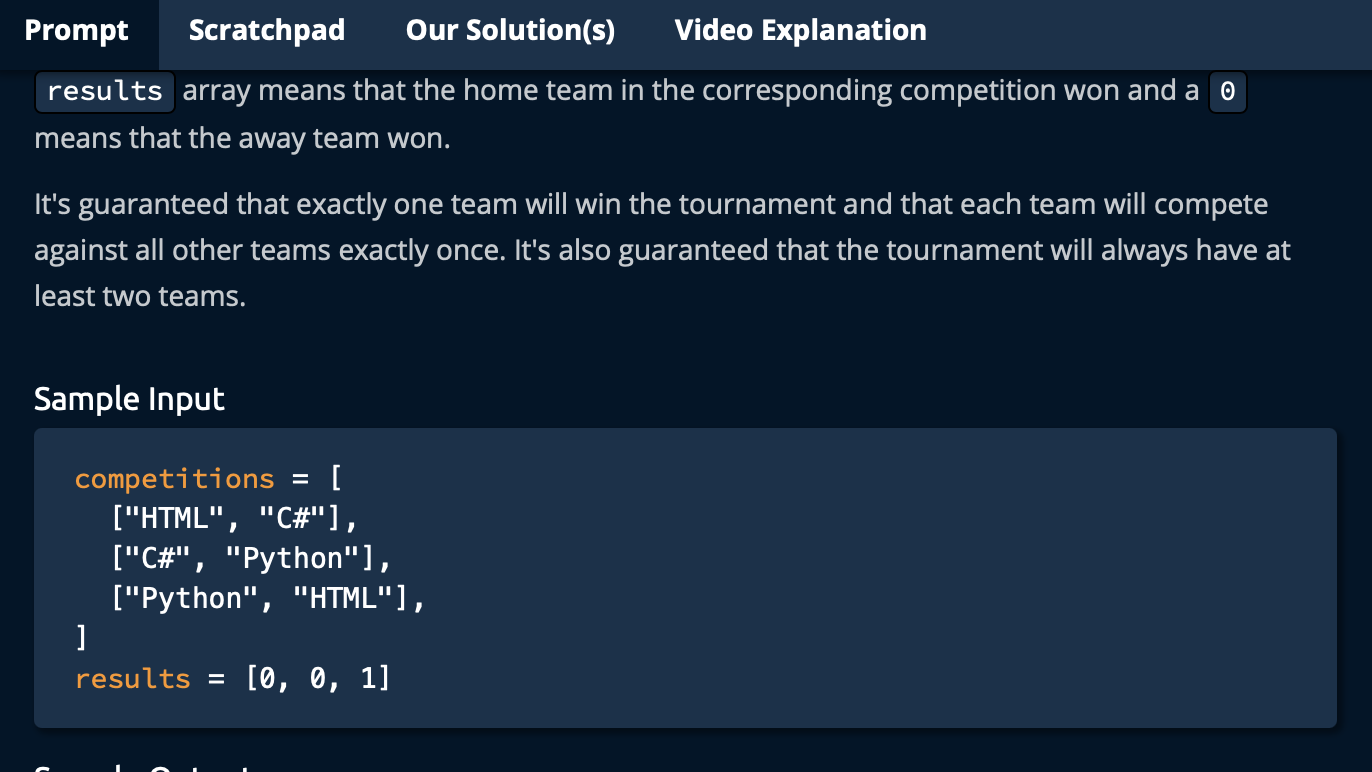 Prompt Scratchpad Our Solution(s) Video Explanation
results array means that the home team in the corresponding competition won and a 0
means that the away team won.
It's guaranteed that exactly one team will win the tournament and that each team will compete
against all other teams exactly once. It's also guaranteed that the tournament will always have at
least two teams.
Sample Input
competitions = [
["HTML", "C#"],
["C#", "Python"],
["Python", "HTML"],
]
results = [0, 0, 1]